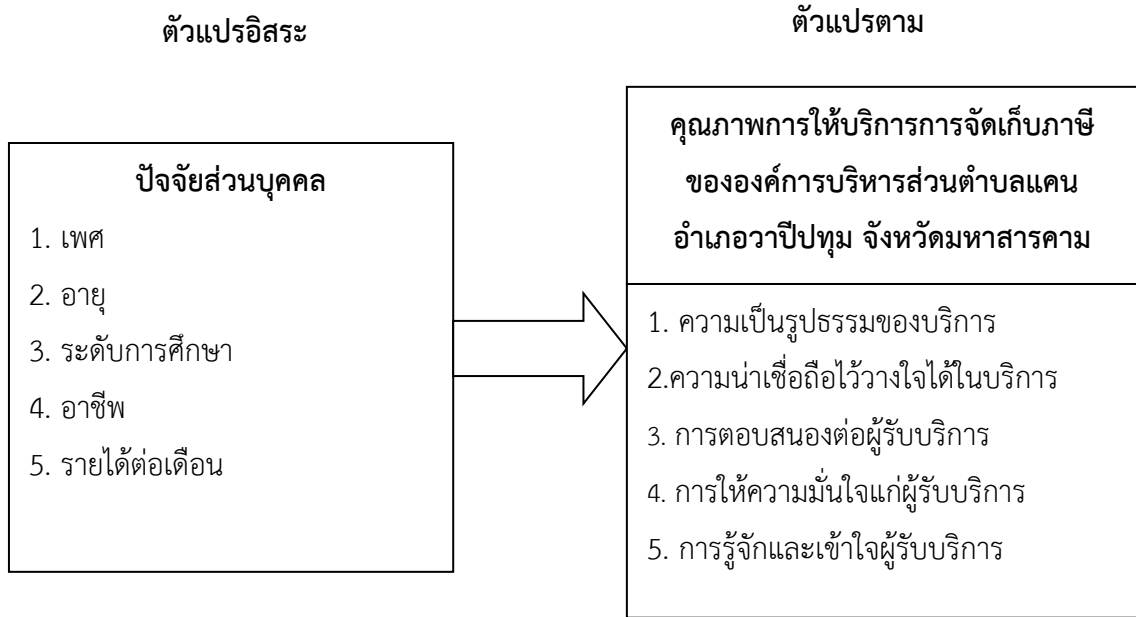 ตัวแปรอิสระ
ตัวแปรตาม
ปัจจัยส่วนบุคคล
1. เพศ
2. อายุ
3. ระดับการศึกษา
4. อาชีพ
5. รายได้ต่อเดือน
คุณภาพการให้บริการการจัดเก็บภาษี
ขององค์การบริหารส่วนตำบลแคน
อำเภอวาปีปทุม จังหวัดมหาสารคาม
1. ความเป็นรูปธรรมของบริการ
2.ความน่าเชื่อถือไว้วางใจได้ในบริการ
3. การตอบสนองต่อผู้รับบริการ
4. การให้ความมั่นใจแก่ผู้รับบริการ
5. การรู้จักและเข้าใจผู้รับบริการ